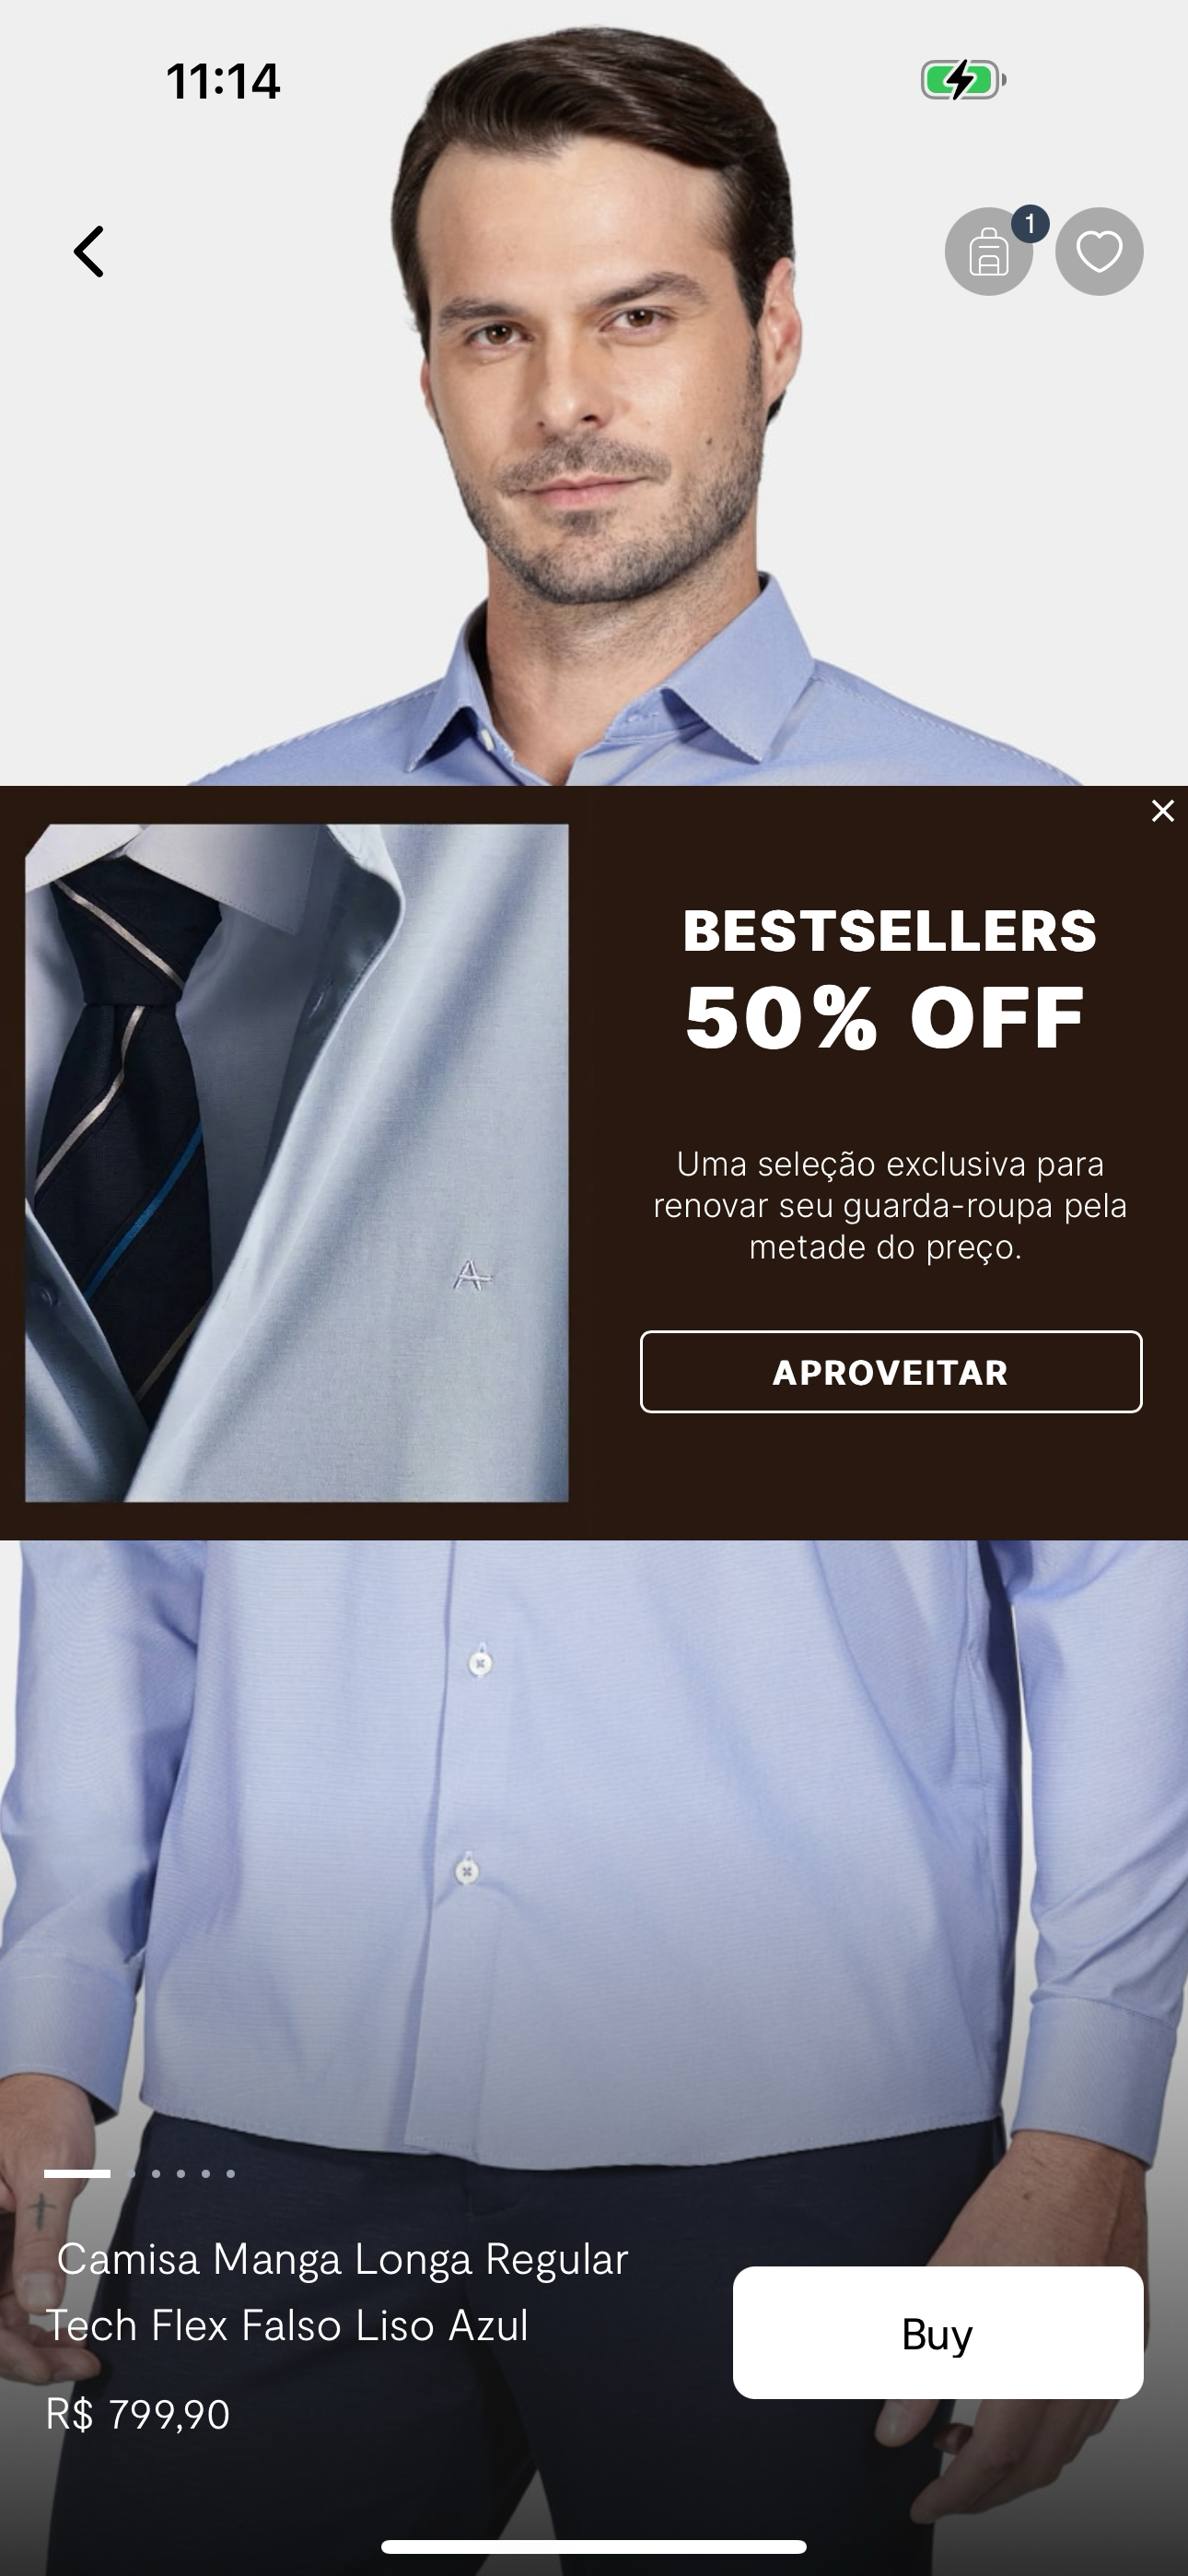 11:14
1
BESTSELLERS
50% OFF
Uma seleção exclusiva para
renovar seu guarda-roupa pela
metade do preço.
APROVEITAR
Camisa Manga Longa Regular
Tech Flex Falso Liso Azul
Buy
R$ 799,90